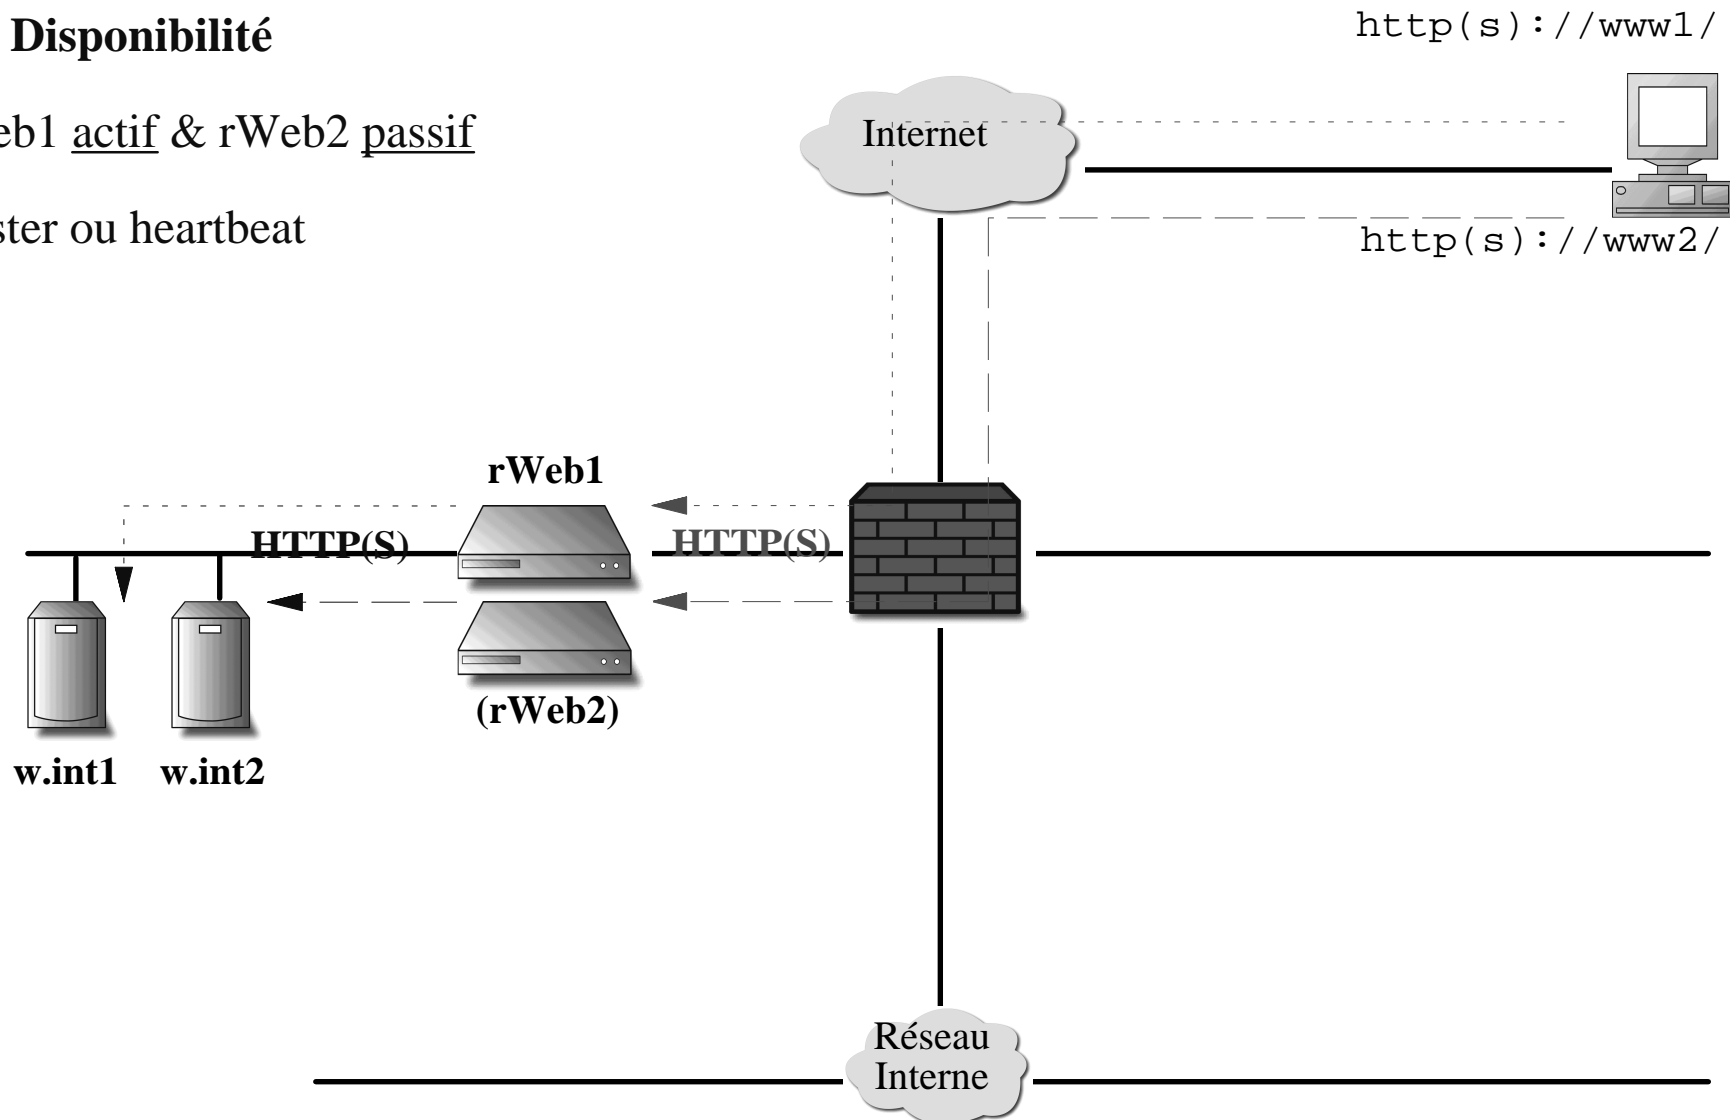 Disponibilité
http(s)://www1/
Internet
eb1 actif & rWeb2 passif
ster ou heartbeat
http(s)://www2/
rWeb1
HTTP(S)
HTTP(S)
(rWeb2)
w.int1
w.int2
Réseau
Interne